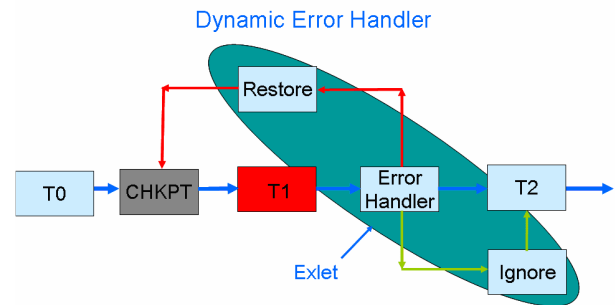 Dynamic Error Handler
Restore
T0
CHKPT
T1
Error
Handler
T2
Exlet
Ignore